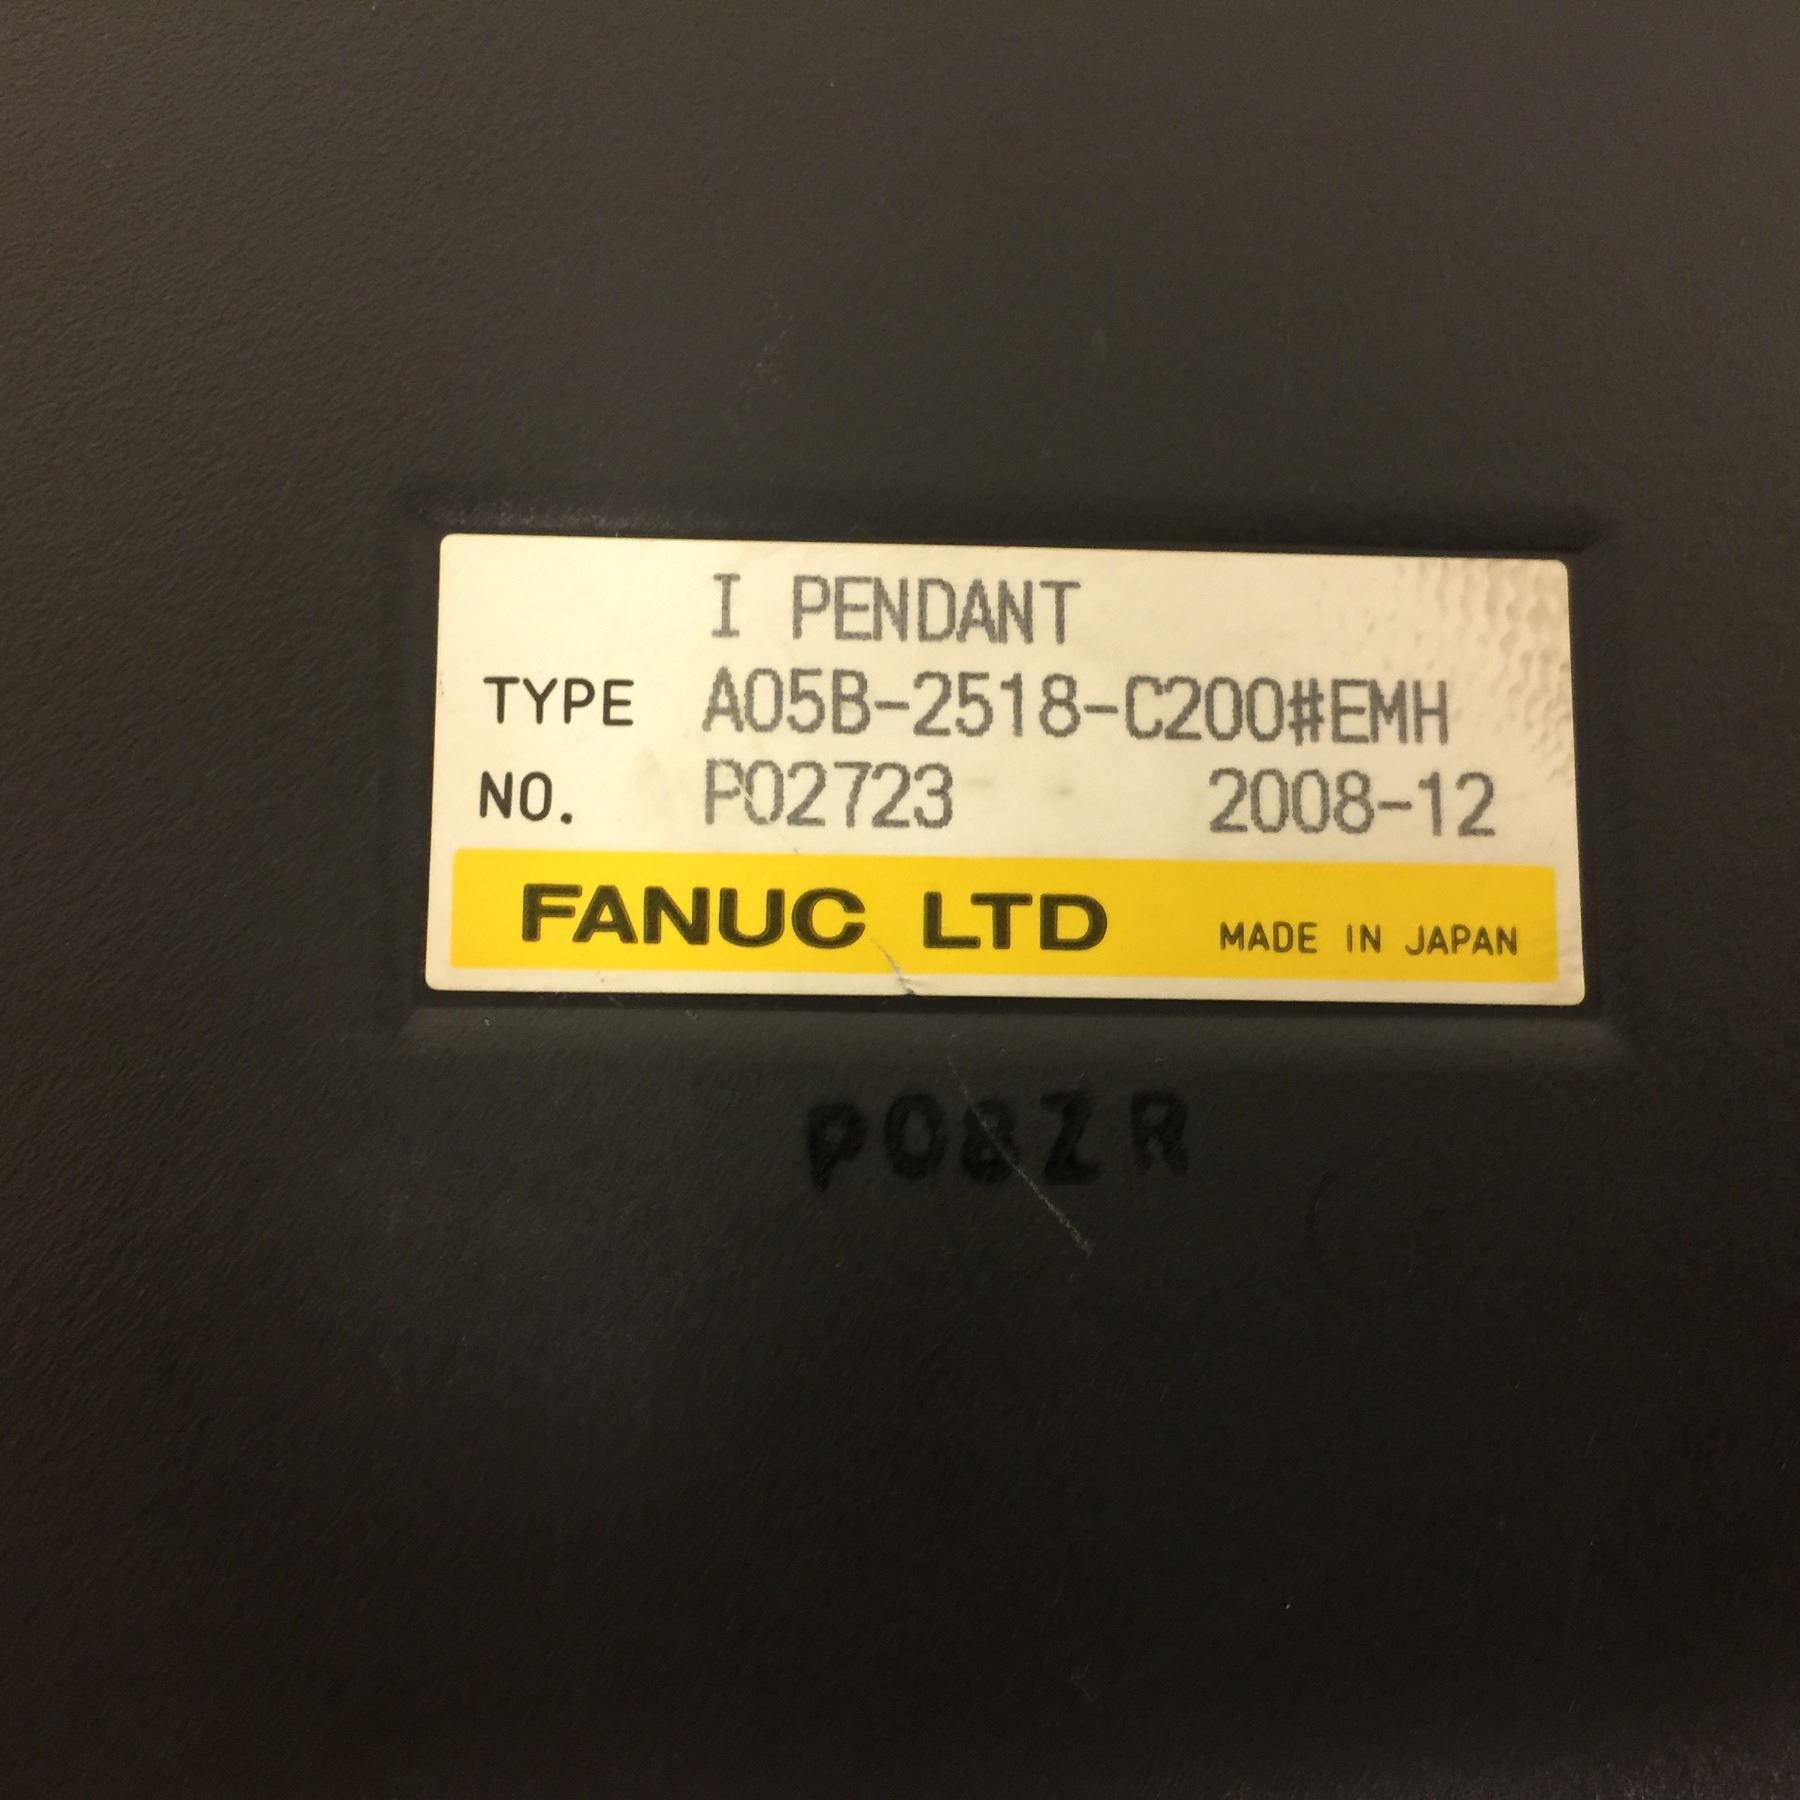 I PENDANT
TYPE A05B-2518-C200#EMH
NO. P02723 2008-12
FANUC LTD MADE IN JAPAN
P08ZR